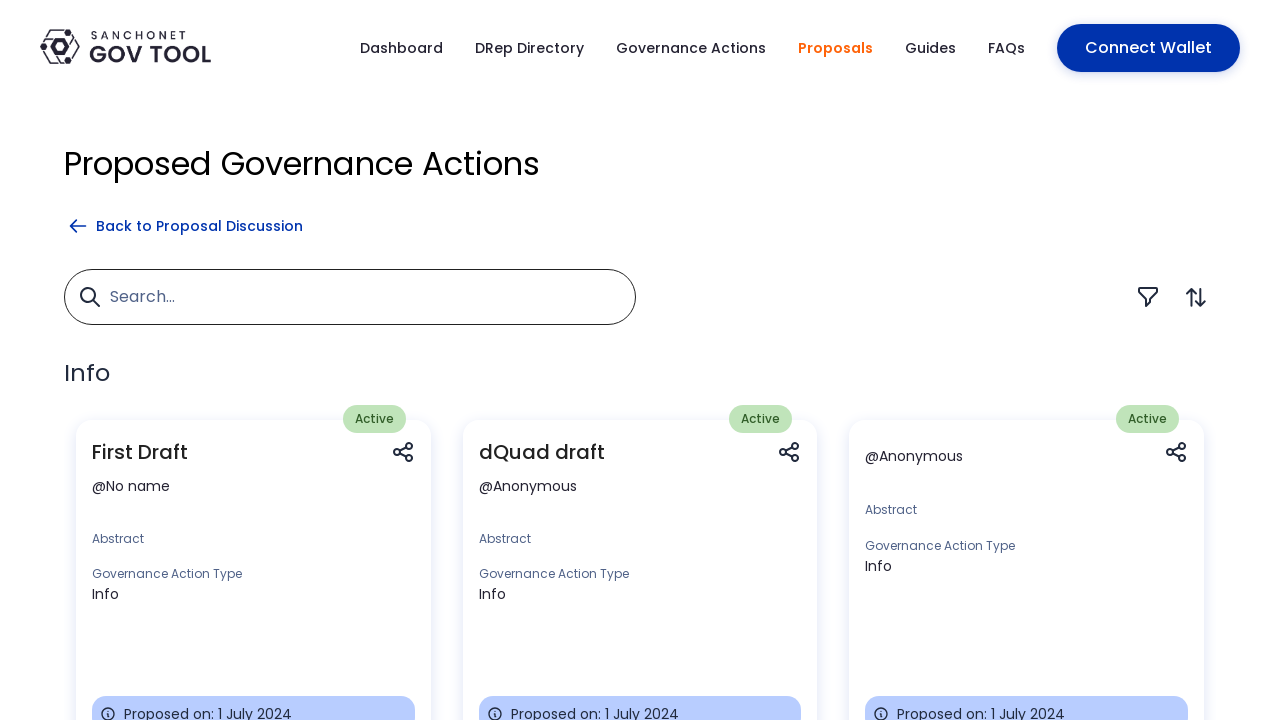 SANCHONET
GOV TOOL
Dashboard DRep Directory Governance Actions Proposals Guides FAQs Connect Wallet
Proposed Governance Actions
Back to Proposal Discussion
Search...
Info
Active Active Active
First Draft dQuad draft
@No name @Anonymous @Anonymous
Abstract Abstract Abstract
Governance Action Type Governance Action Type Governance Action Type
Info Info Info
Proposed on: 1 July 2024 Proposed on: 1 July 2024 Proposed on: 1 July 2024